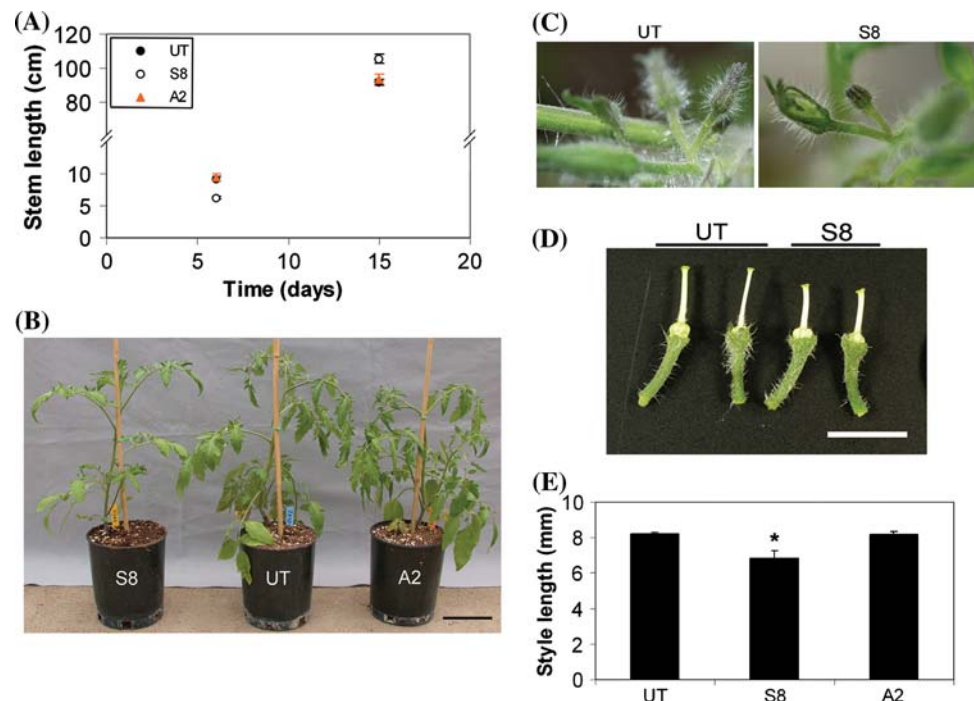 (A)
UT
S8
A2
Stem length (cm)
120
100
80
10
5
0
0 5 10 15 20
Time (days)
(B)
S8 UT A2
(C)
UT S8
(D)
UT S8
(E)
Style length (mm)
10
8
6
4
2
0
*
UT S8 A2